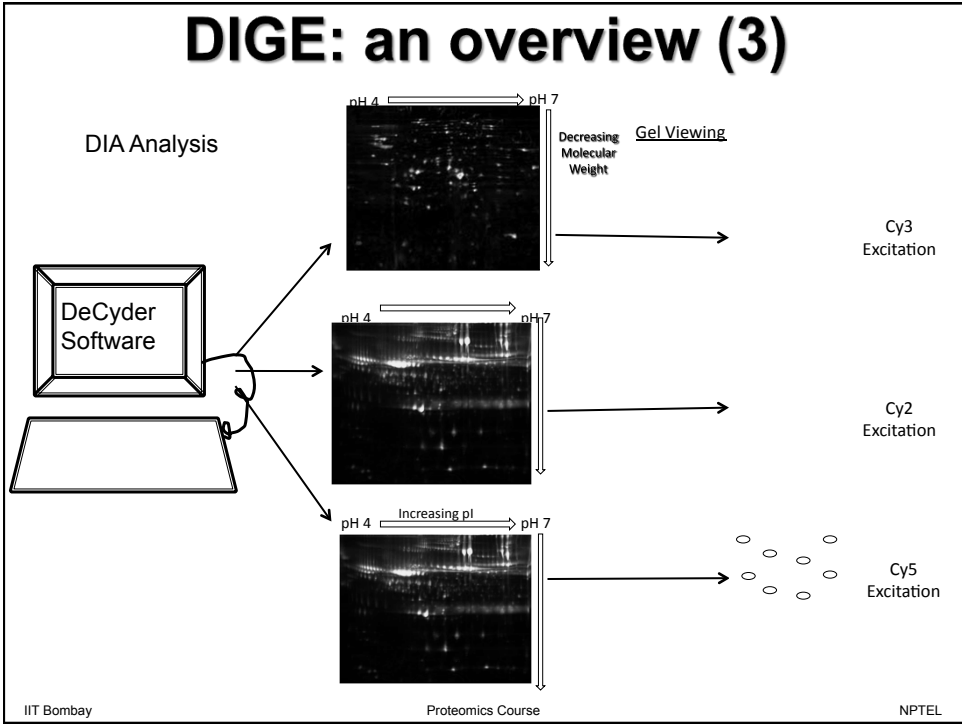 DIGE: an overview (3)
DIA Analysis
DeCyder
Software
pH 4
pH 7
Decreasing
Molecular
Weight
Gel Viewing
Cy3
Excitation
pH 4
pH 7
Cy2
Excitation
pH 4
Increasing pI
pH 7
Cy5
Excitation
IIT Bombay
Proteomics Course
NPTEL